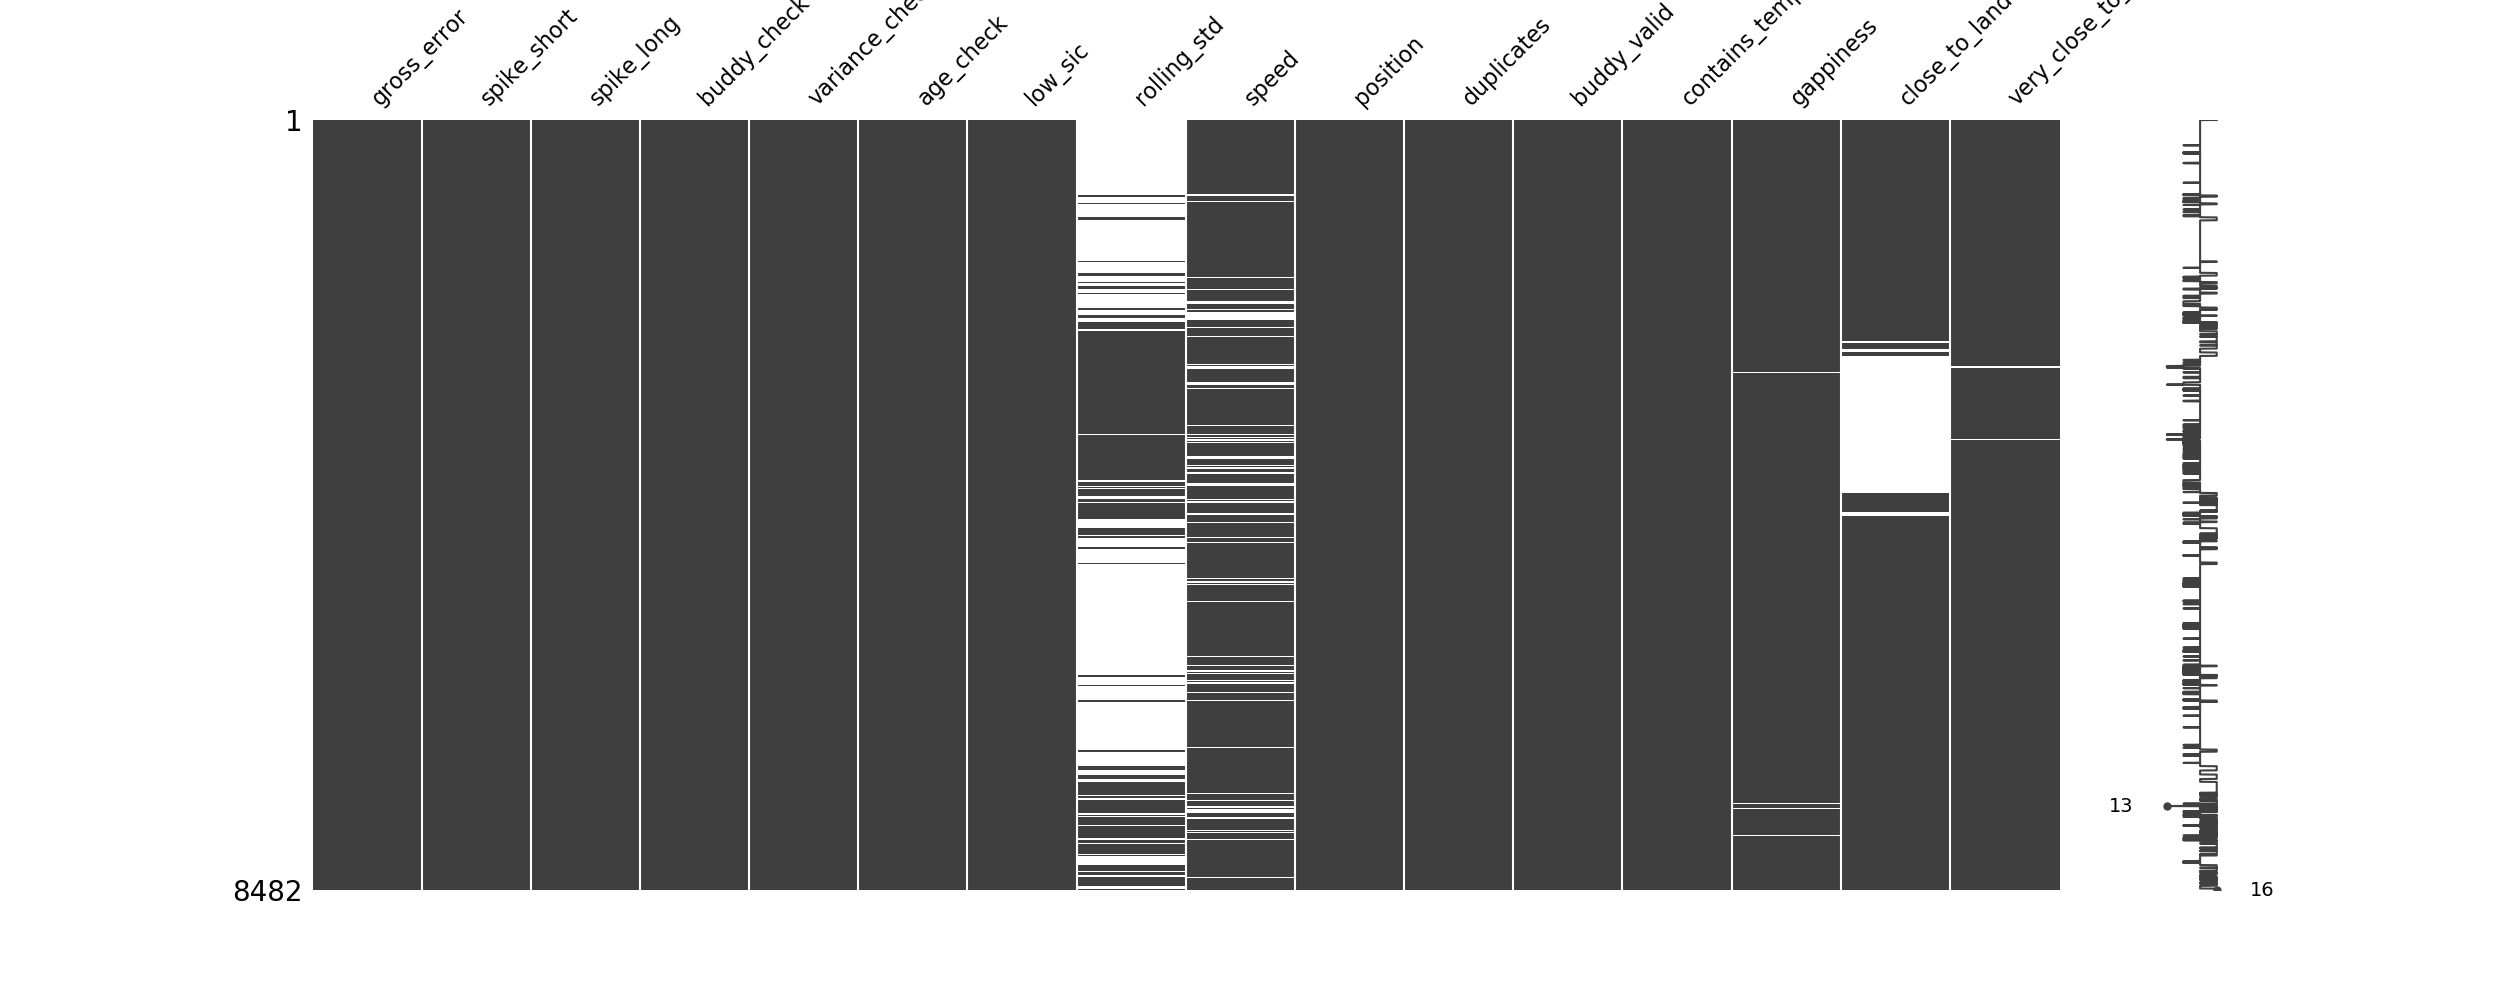 gross_error
spike_short
spike_long
buddy_check
variance_che
age_check
low_sic
rolling_std
speed
position
duplicates
buddy_valid
contains_temp
gappiness
close_to_land
very_close_to_
1
8482
13
16